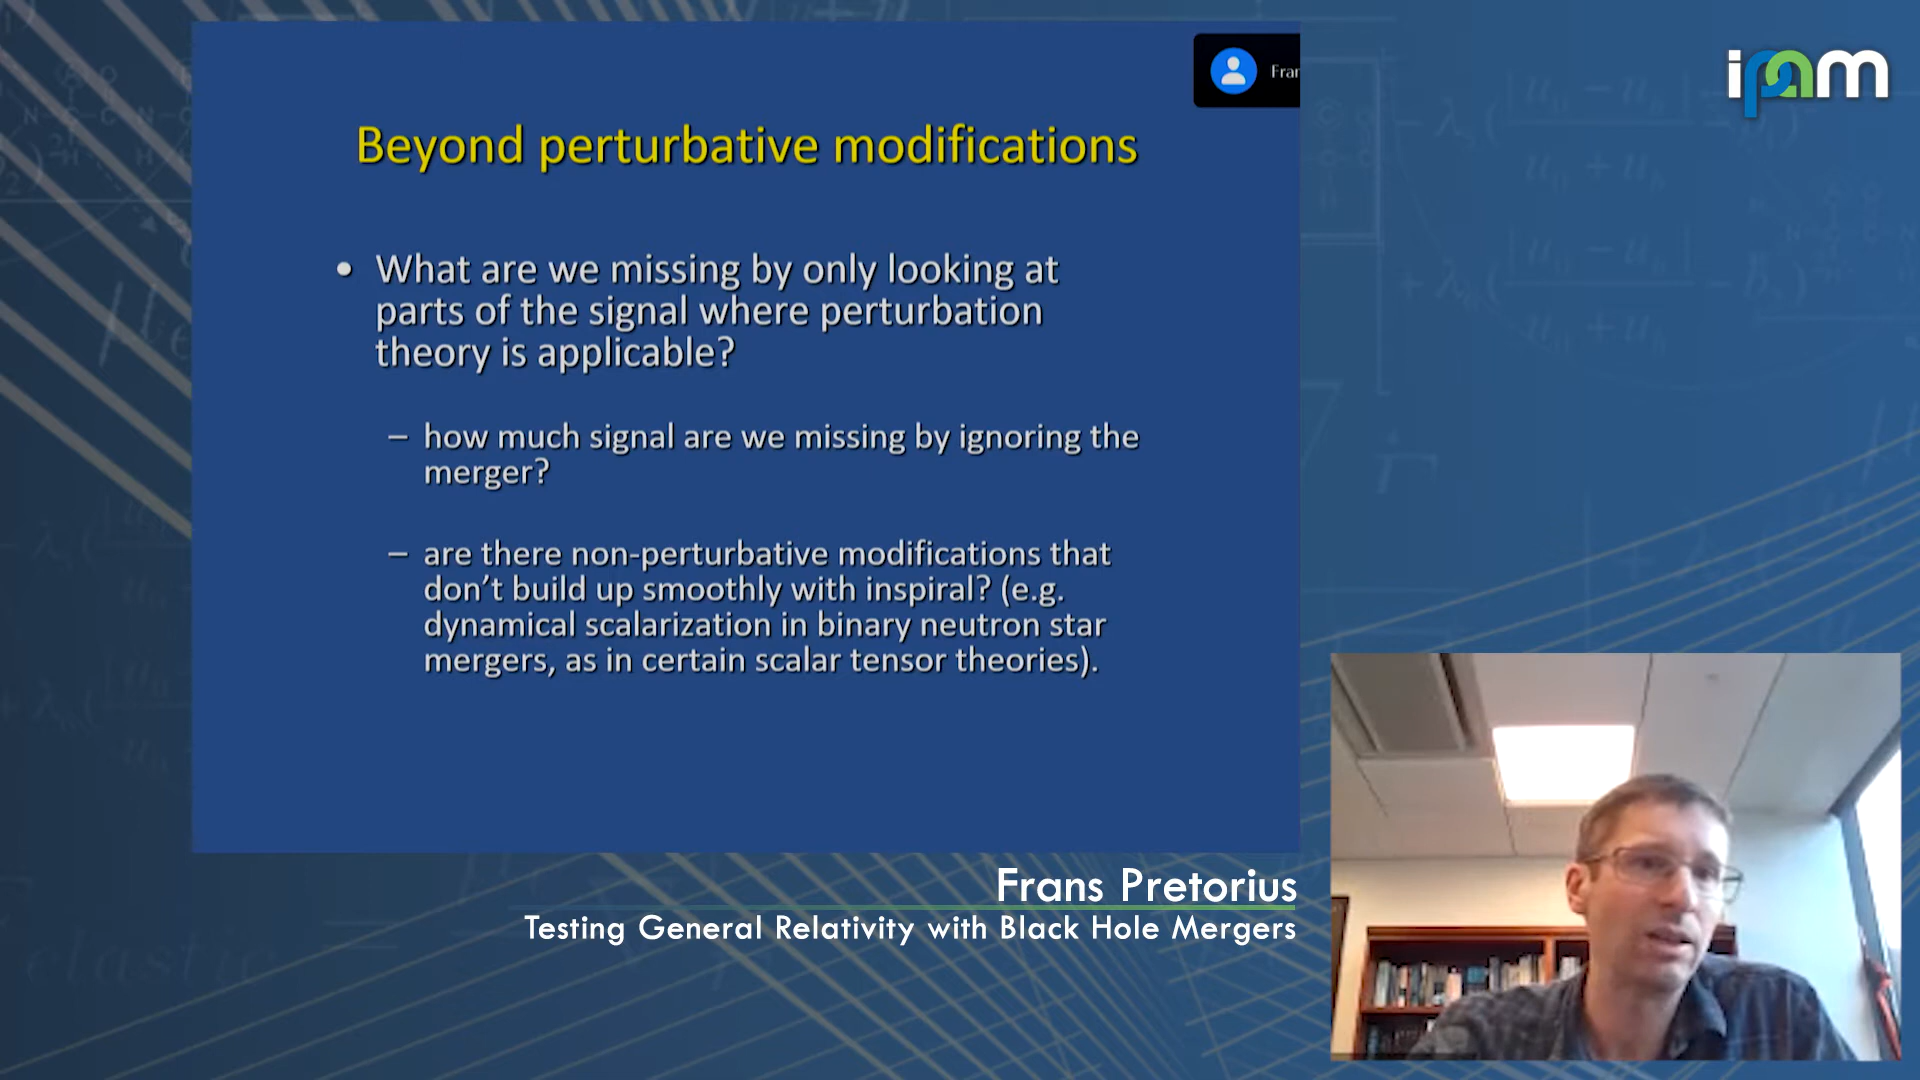 Fran
ipam
Beyond perturbative modifications
• What are we missing by only looking at
parts of the signal where perturbation
theory is applicable?
– how much signal are we missing by ignoring the
merger?
– are there non-perturbative modifications that
don’t build up smoothly with inspiral? (e.g.
dynamical scalarization in binary neutron star
mergers, as in certain scalar tensor theories).
Frans Pretorius
Testing General Relativity with Black Hole Mergers